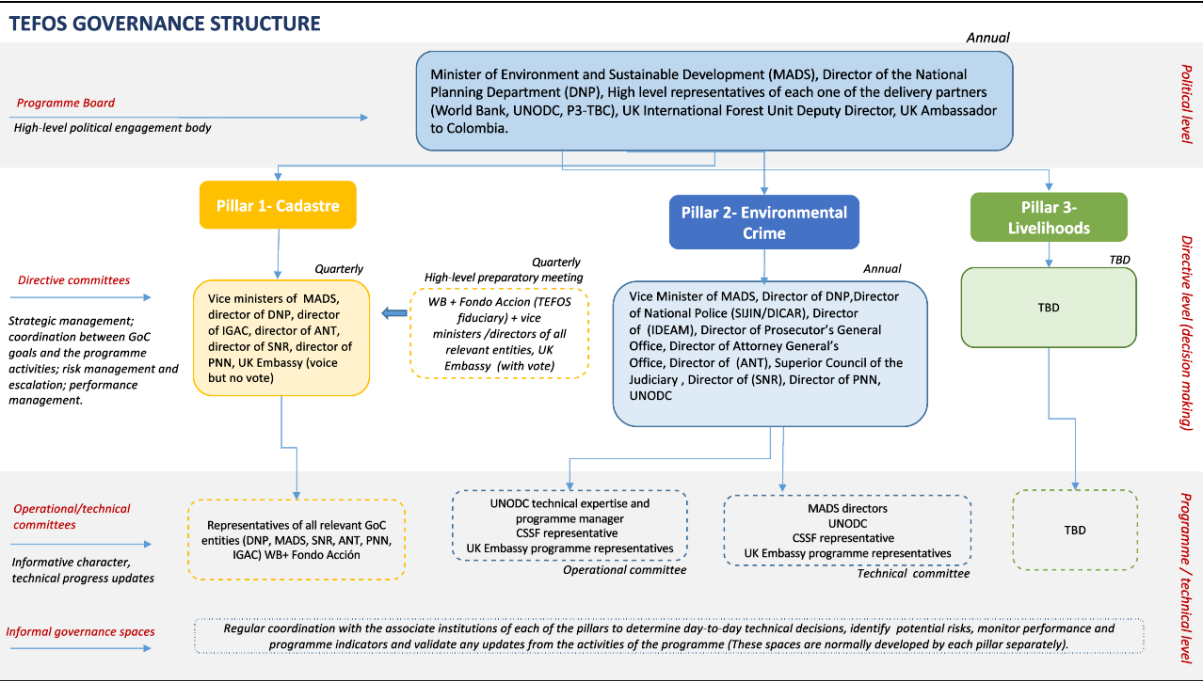 TEFOS GOVERNANCE STRUCTURE
Annual
Minister of Environment and Sustainable Development (MADS), Director of the National
Planning Department (DNP), High level representatives of each one of the delivery partners
(World Bank, UNODC, P3-TBC), UK International Forest Unit Deputy Director, UK Ambassador
to Colombia.
Programme Board
High-level political engagement body
Political level
Pillar 1- Cadastre
Pillar 2- Environmental
Crime
Pillar 3-
Livelihoods
Directive committees
Strategic management;
coordination between GoC
goals and the programme
activities; risk management and
escalation; performance
management.
Quarterly
Vice ministers of MADS,
director of DNP, director
of IGAC, director of ANT,
director of SNR, director of
PNN, UK Embassy (voice
but no vote)
Quarterly
High-level preparatory meeting
WB + Fondo Accion (TEFOS
fiduciary) + vice
ministers /directors of all
relevant entities, UK
Embassy (with vote)
Annual
Vice Minister of MADS, Director of DNP,Director
of National Police (SIJIN/DICAR), Director
of (IDEAM), Director of Prosecutor's General
Office, Director of Attorney General's
Office, Director of (ANT), Superior Council of the
Judiciary , Director of (SNR), Director of PNN,
UNODC
TBD
TBD
Directive level (decision making)
Operational/technical
committees
Informative character,
technical progress updates
Representatives of all relevant GoC
entities (DNP, MADS, SNR, ANT, PNN,
IGAC) WB+ Fondo Acción
UNODC technical expertise and
programme manager
CSSF representative
UK Embassy programme representatives
Operational committee
MADS directors
UNODC
CSSF representative
UK Embassy programme representatives
Technical committee
TBD
Programme / technical level
Informal governance spaces
Regular coordination with the associate institutions of each of the pillars to determine day-to-day technical decisions, identify potential risks, monitor performance and
programme indicators and validate any updates from the activities of the programme (These spaces are normally developed by each pillar separately).